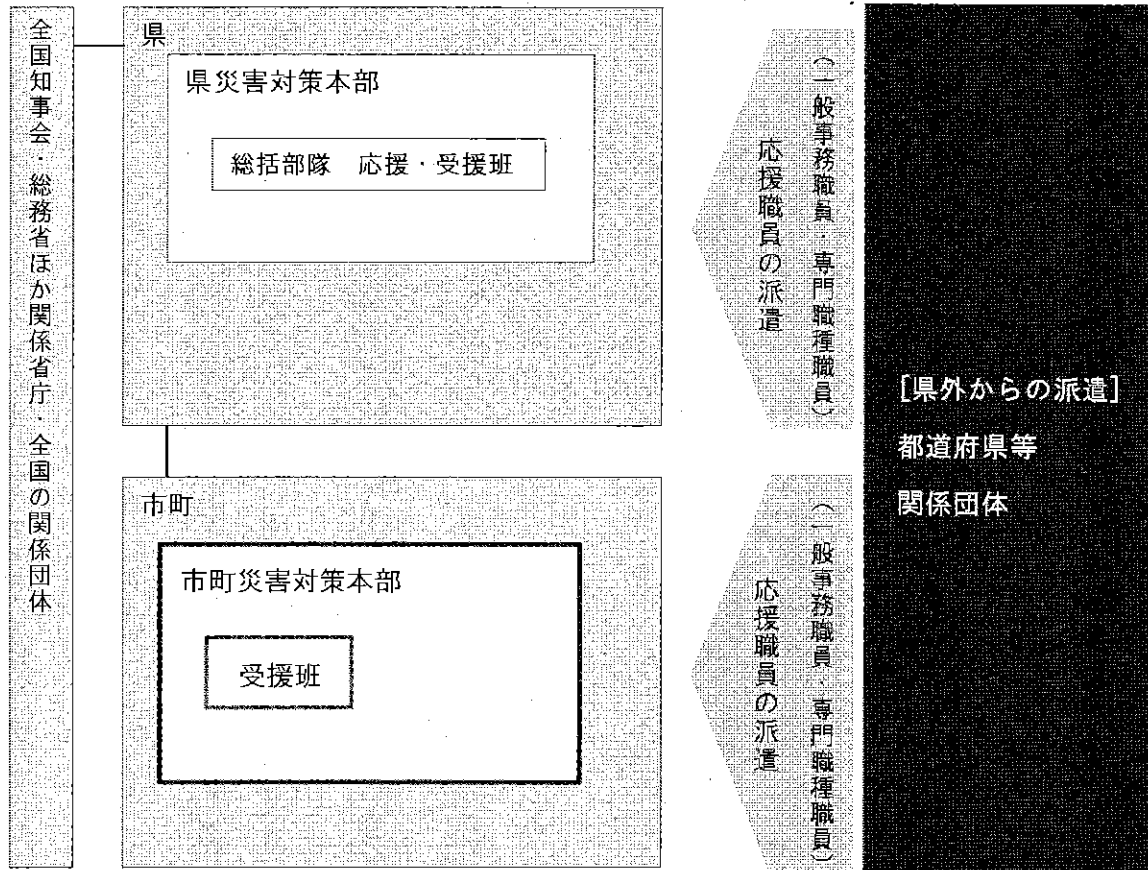 全国知事会・総務省ほか関係省庁・全国の関係団体
県
県災害対策本部
総括部隊 応援・受援班
応援職員の派遣
（一般事務職員・専門職種職員）
市町
市町災害対策本部
受援班
応援職員の派遣
（一般事務職員・専門職種職員）
[県外からの派遣]
都道府県等
関係団体